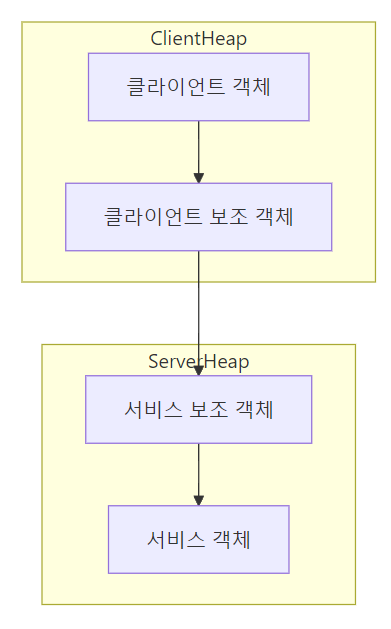 ClientHeap
클라이언트 객체
클라이언트 보조 객체
ServerHeap
서비스 보조 객체
서비스 객체